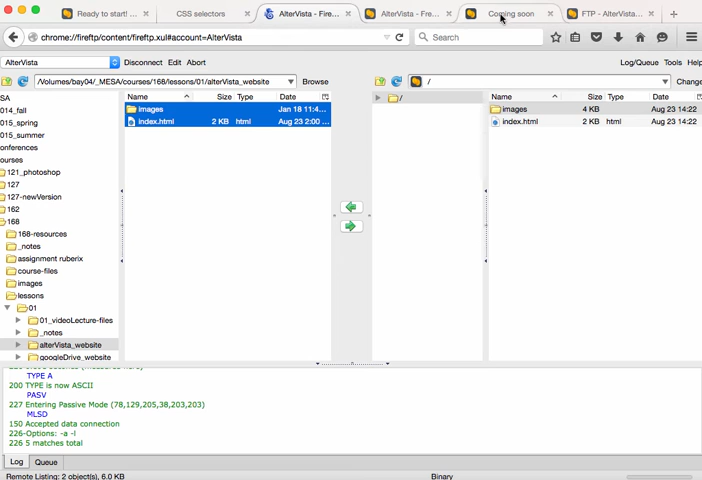 Ready to start! ...
CSS selectors
AlterVista - Fire...
AlterVista - Fre...
Coming soon
FTP - AlterVista...
chrome://fireftp/content/fireftp.xul#account=AlterVista
Search
AlterVista
Disconnect Edit Abort
Log/Queue Tools Help
/Volumes/bay04/_MESA/courses/168/lessons/01/alterVista_website
Browse
/
Change
SA
014_fall
015_spring
015_summer
onferences
ourses
121_photoshop
127
127-newVersion
162
168
168-resources
_notes
assignment ruberix
course-files
images
lessons
01
01_videoLecture-files
_notes
alterVista_website
googleDrive_website
Name Size Type Date
images Jan 18 11:4...
index.html 2 KB html Aug 23 2:00 ...
/
Name Size Type Date
images 4 KB Aug 23 14:22
index.html 2 KB html Aug 23 14:22
TYPE A
200 TYPE is now ASCII
PASV
227 Entering Passive Mode (78,129,205,38,203,203)
MLSD
150 Accepted data connection
226-Options: -a -l
226 5 matches total
Log Queue
Remote Listing: 2 object(s), 6.0 KB
Binary